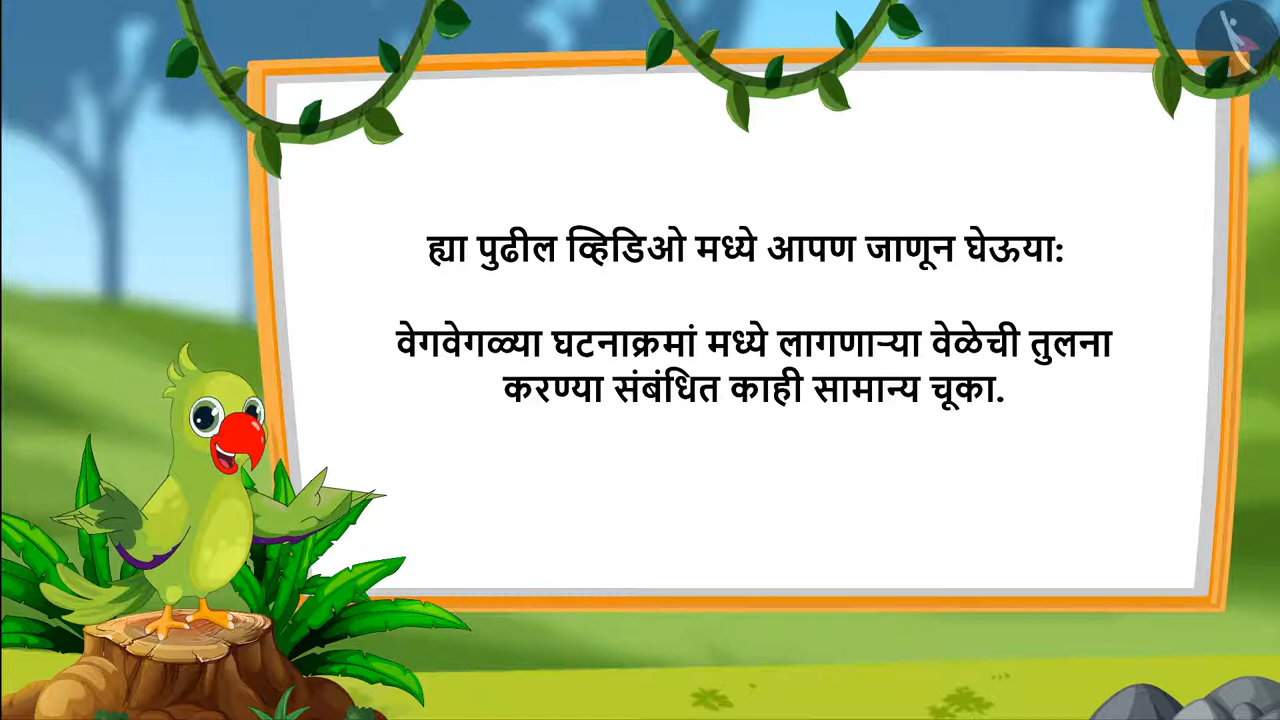 ह्या पुढील व्हिडिओ मध्ये आपण जाणून घेऊया:
वेगवेगळ्या घटनाक्रमां मध्ये लागणाऱ्या वेळेची तुलना
करण्या संबंधित काही सामान्य चूका.